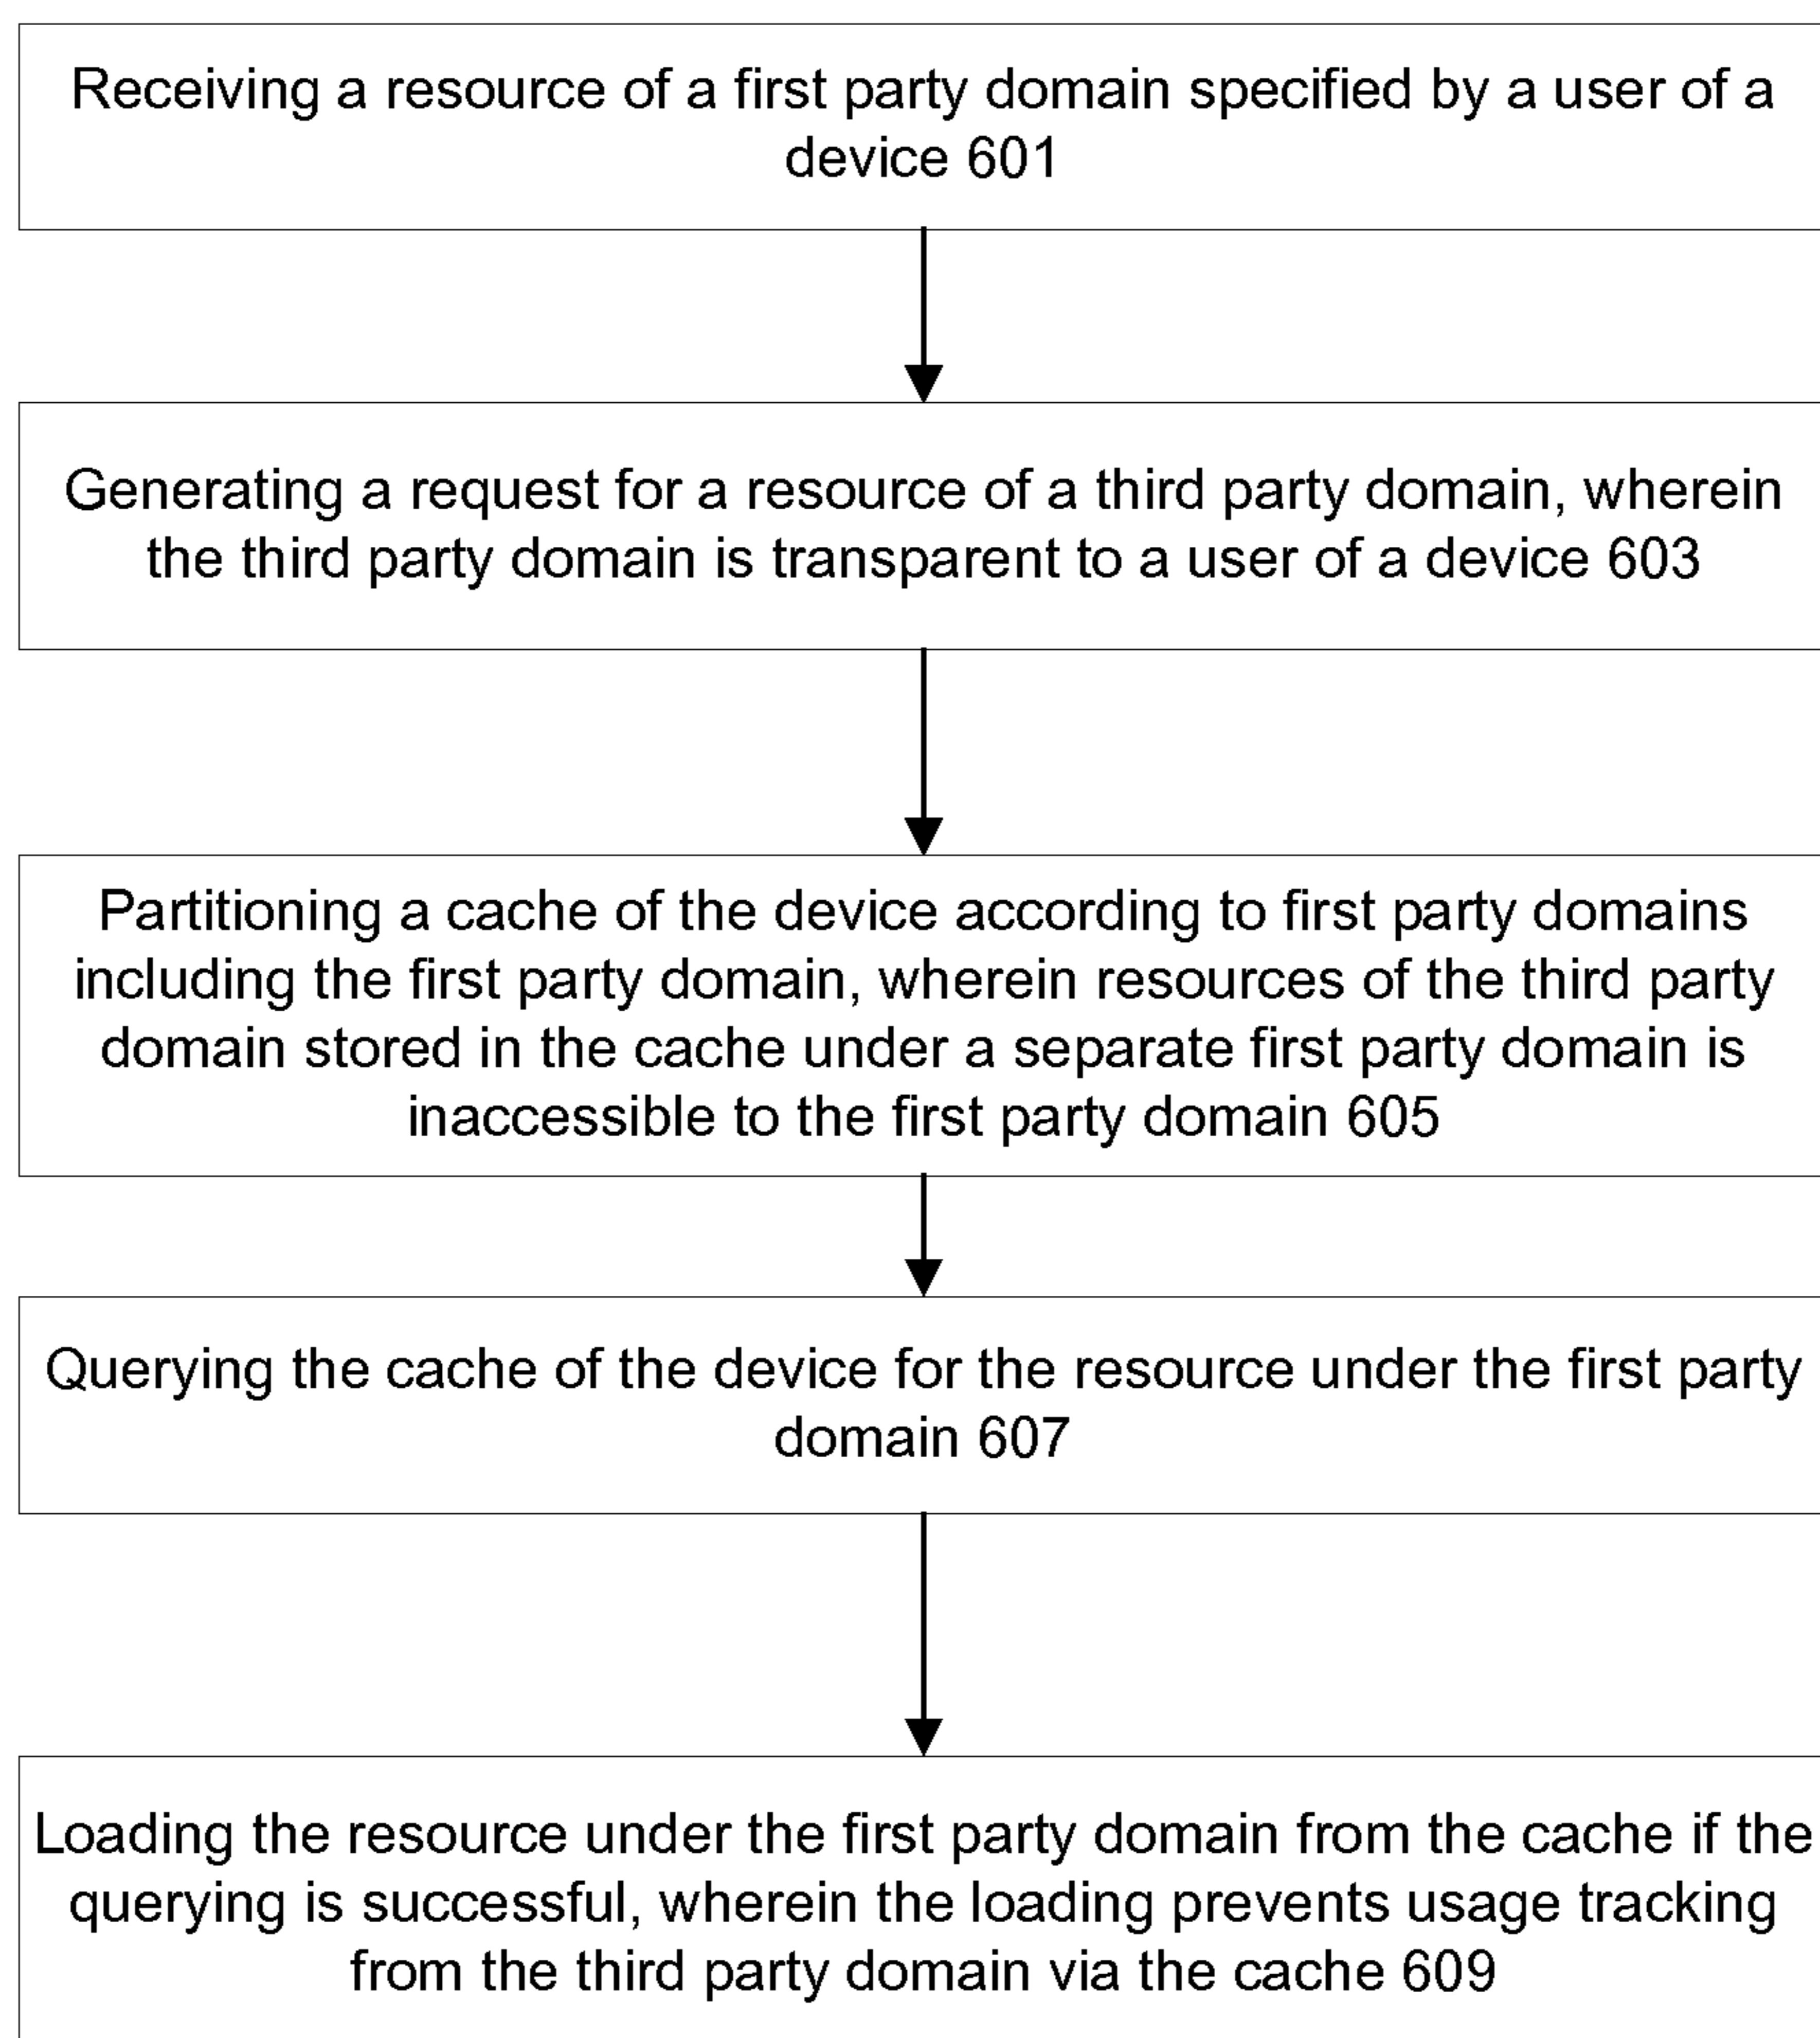 Receiving a resource of a first party domain specified by a user of a
device 601
Generating a request for a resource of a third party domain, wherein
the third party domain is transparent to a user of a device 603
Partitioning a cache of the device according to first party domains
including the first party domain, wherein resources of the third party
domain stored in the cache under a separate first party domain is
inaccessible to the first party domain 605
Querying the cache of the device for the resource under the first party
domain 607
Loading the resource under the first party domain from the cache if the
querying is successful, wherein the loading prevents usage tracking
from the third party domain via the cache 609